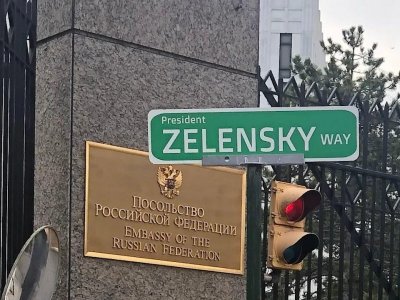 President
ZELENSKY WAY
ПОСОЛЬСТВО
РОССИЙСКОЙ ФЕДЕРАЦИИ
EMBASSY OF THE
RUSSIAN FEDERATION